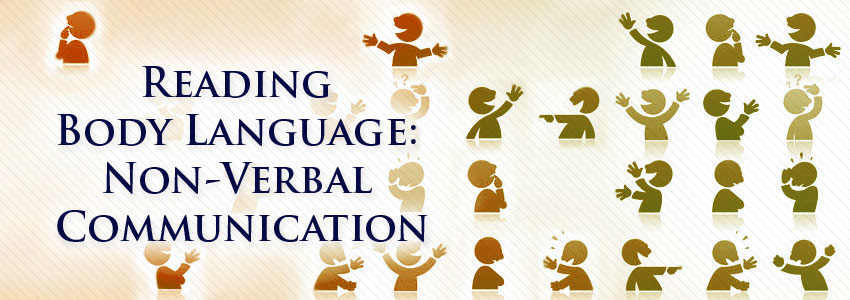 Reading
Body Language:
Non-Verbal
Communication
?
?